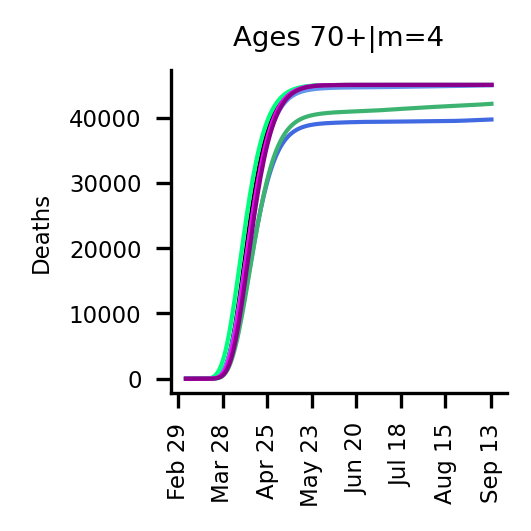 Ages 70+|m=4
Deaths
40000
30000
20000
10000
0
Feb 29
Mar 28
Apr 25
May 23
Jun 20
Jul 18
Aug 15
Sep 13